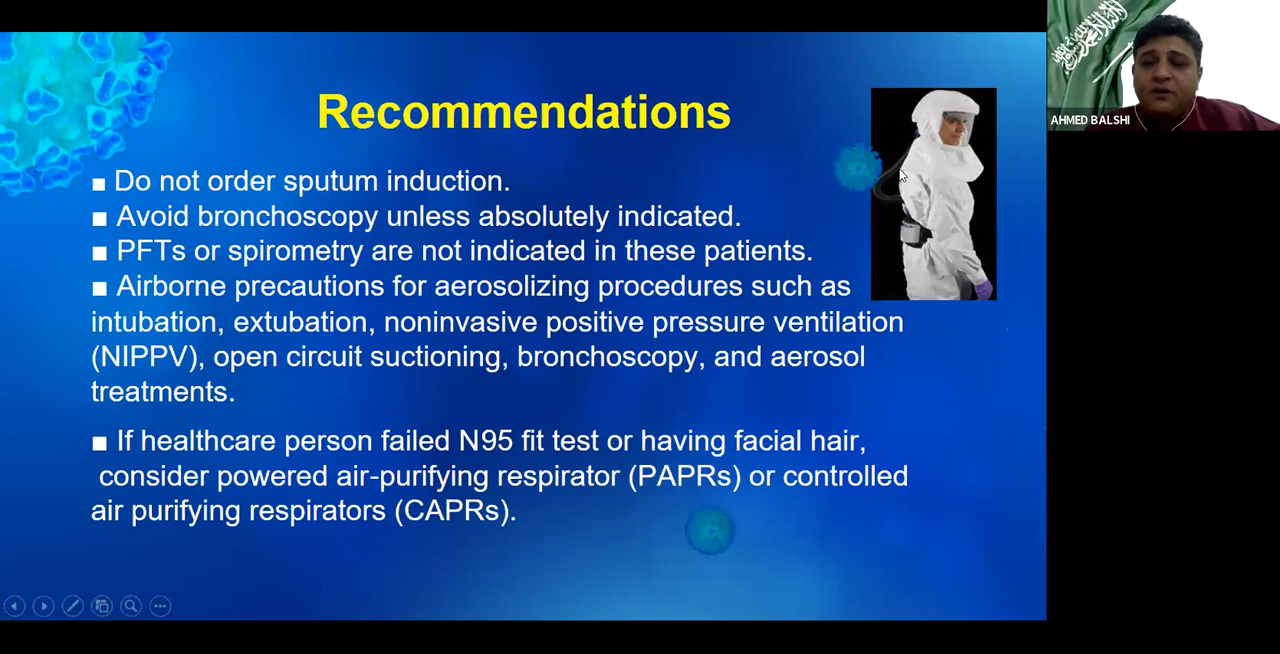 Recommendations
■ Do not order sputum induction.
■ Avoid bronchoscopy unless absolutely indicated.
■ PFTs or spirometry are not indicated in these patients.
■ Airborne precautions for aerosolizing procedures such as
intubation, extubation, noninvasive positive pressure ventilation
(NIPPV), open circuit suctioning, bronchoscopy, and aerosol
treatments.
■ If healthcare person failed N95 fit test or having facial hair,
consider powered air-purifying respirator (PAPRs) or controlled
air purifying respirators (CAPRs).
AHMED BALSHI